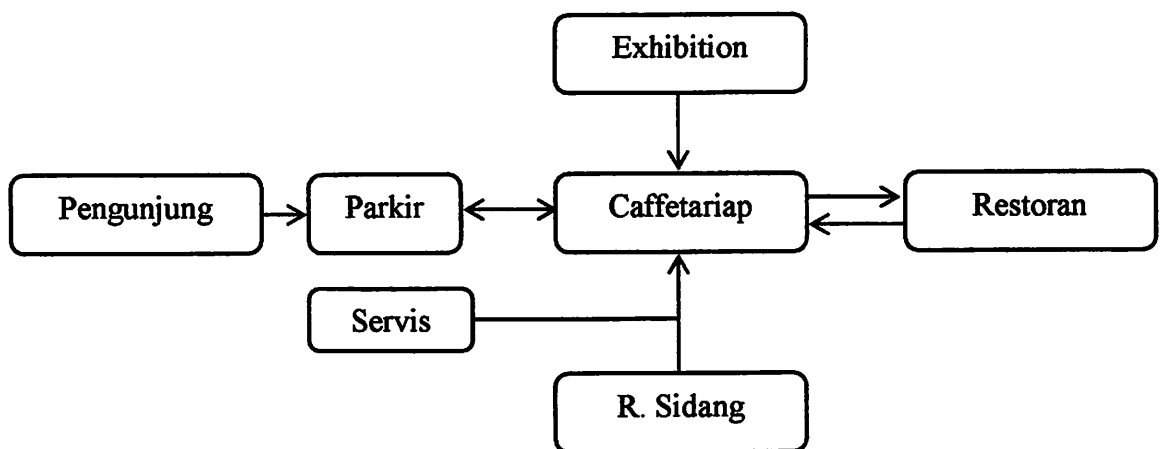 Exhibition
Pengunjung
Parkir
Caffetariap
Restoran
Servis
R. Sidang